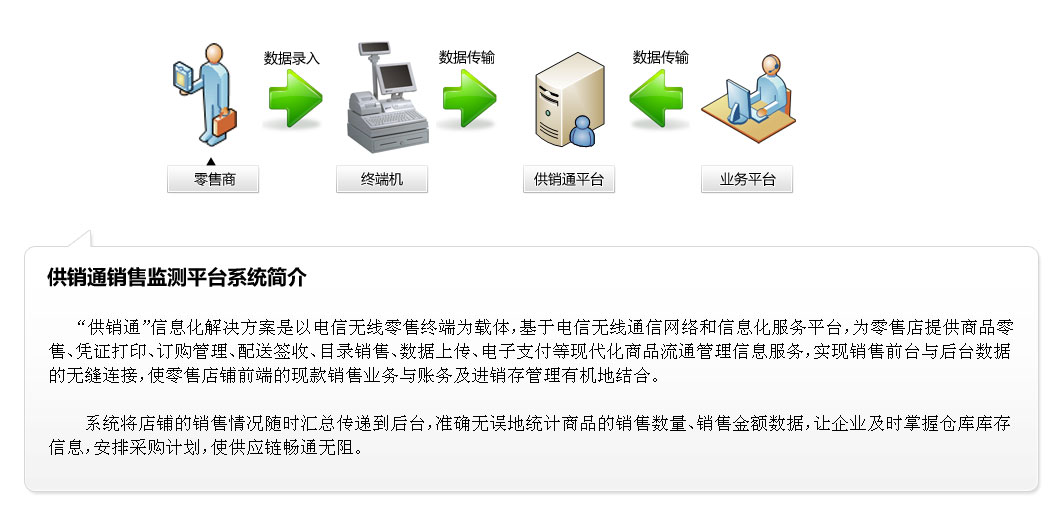 数据录入 数据传输 数据传输
零售商 终端机 供销通平台 业务平台
供销通销售监测平台系统简介
“供销通”信息化解决方案是以电信无线零售终端为载体,基于电信无线通信网络和信息化服务平台,为零售店提供商品零
售、凭证打印、订购管理、配送签收、目录销售、数据上传、电子支付等现代化商品流通管理信息服务,实现销售前台与后台数据
的无缝连接,使零售店铺前端的现款销售业务与账务及进销存管理有机地结合。
系统将店铺的销售情况随时汇总传递到后台,准确无误地统计商品的销售数量、销售金额数据,让企业及时掌握仓库库存
信息,安排采购计划,使供应链畅通无阻。